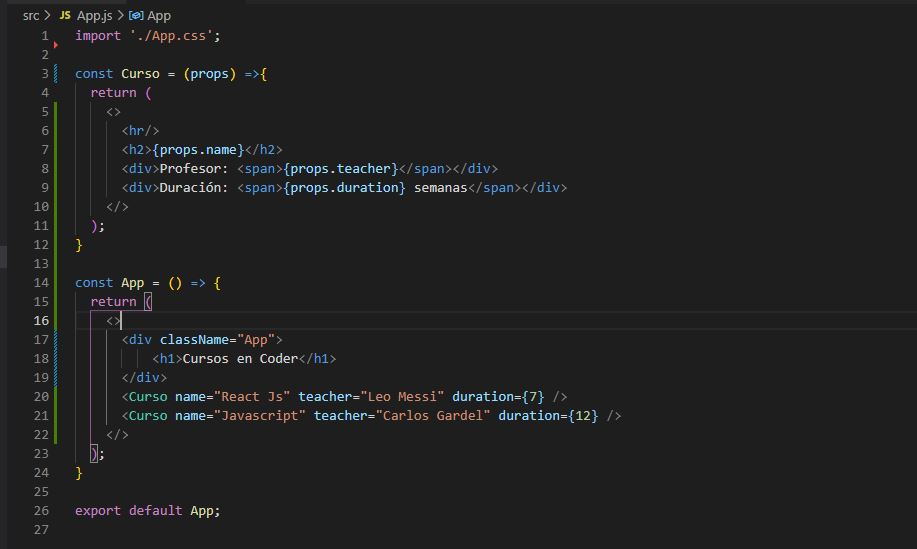 src > JS App.js > App
1 import './App.css';
2
3 const Curso = (props) =>{
4 return (
5 <>
6 <hr/>
7 <h2>{props.name}</h2>
8 <div>Profesor: <span>{props.teacher}</span></div>
9 <div>Duración: <span>{props.duration} semanas</span></div>
10 </>
11 );
12 }
13
14 const App = () => {
15 return (
16 <>
17 <div className="App">
18 <h1>Cursos en Coder</h1>
19 </div>
20 <Curso name="React Js" teacher="Leo Messi" duration={7} />
21 <Curso name="Javascript" teacher="Carlos Gardel" duration={12} />
22 </>
23 );
24 }
25
26 export default App;
27